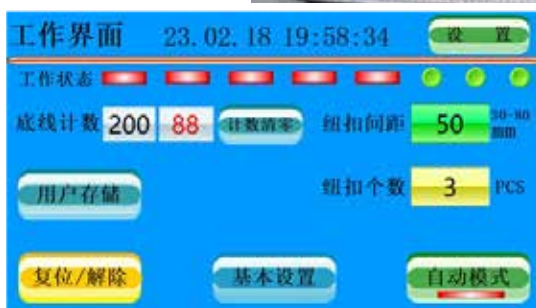 工作界面 23.02.18 19:58:34 设 置
工作状态
底线计数 200 88 计数清零 纽扣间距 50 30-80 mm
用户存储 纽扣个数 3 PCS
复位/解除 基本设置 自动模式